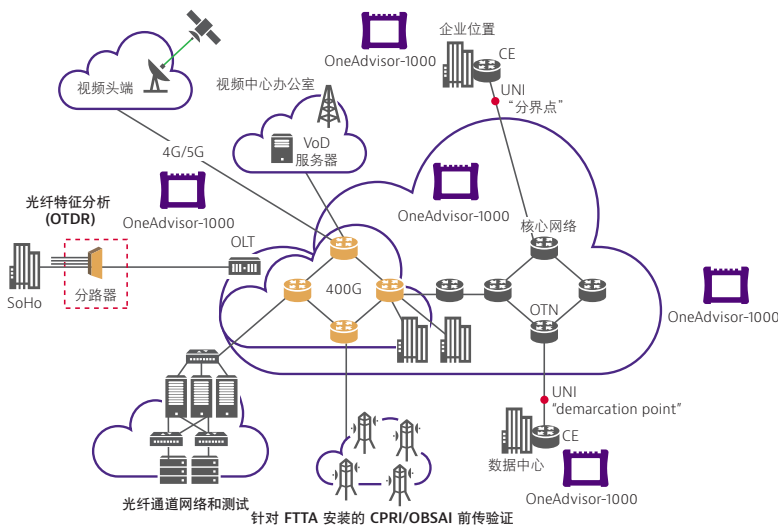 企业位置
CE
OneAdvisor-1000
UNI
“分界点”
视频头端
视频中心办公室
VoD
服务器
4G/5G
光纤特征分析
(OTDR)
OneAdvisor-1000
OneAdvisor-1000
核心网络
OLT
SoHo
分路器
400G
OTN
OneAdvisor-1000
UNI
“demarcation point”
CE
数据中心
OneAdvisor-1000
光纤通道网络和测试
针对 FTTA 安装的 CPRI/OBSAI 前传验证